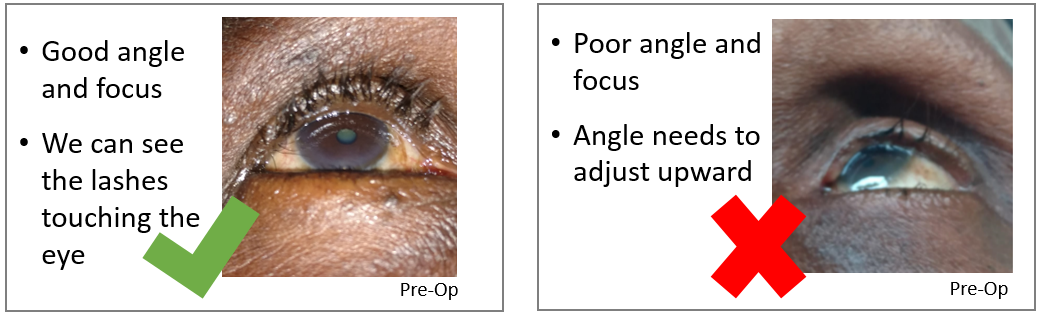 • Good angle
and focus
• We can see
the lashes
touching the
eye
Pre-Op
• Poor angle and
focus
• Angle needs to
adjust upward
Pre-Op